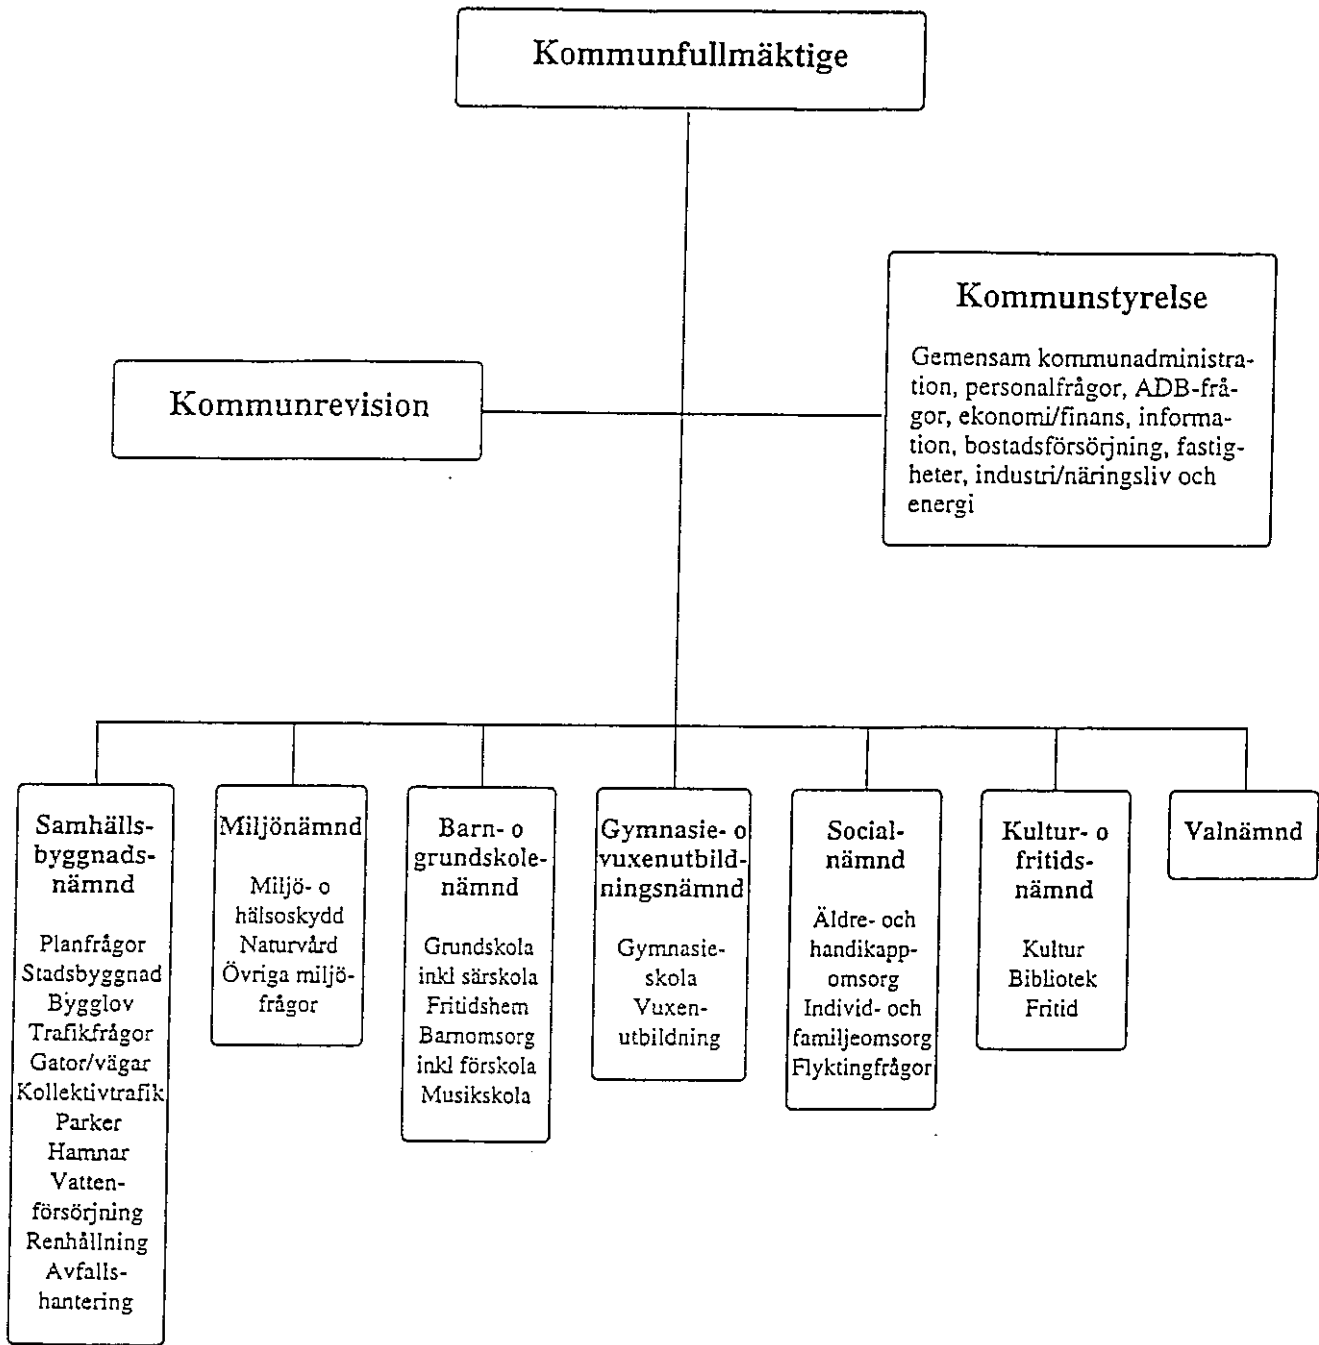 Kommunfullmäktige
Kommunstyrelse
Gemensam kommunadministra-
tion, personalfrågor, ADB-frå-
gor, ekonomi/finans, informa-
tion, bostadsförsörjning, fastig-
heter, industri/näringsliv och
energi
Kommunrevision
Samhälls-
byggnads-
nämnd
Planfrågor
Stadsbyggnad
Bygglov
Trafikfrågor
Gator/vägar
Kollektivtrafik
Parker
Hamnar
Vatten-
försörjning
Renhållning
Avfalls-
hantering
Miljönämnd
Miljö- o
hälsoskydd
Naturvård
Övriga miljö-
frågor
Barn- o
grundskole-
nämnd
Grundskola
inkl särskola
Fritidshem
Barnomsorg
inkl förskola
Musikskola
Gymnasie- o
vuxenutbild-
ningsnämnd
Gymnasie-
skola
Vuxen-
utbildning
Social-
nämnd
Äldre- och
handikapp-
omsorg
Individ- och
familjeomsorg
Flyktingfrågor
Kultur- o
fritids-
nämnd
Kultur
Bibliotek
Fritid
Valnämnd